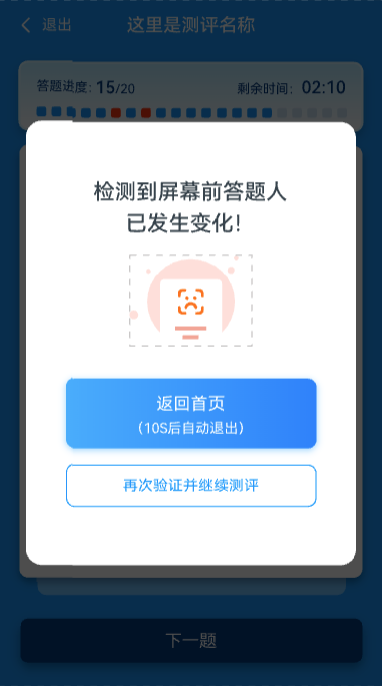 退出
这里是测评名称
答题进度：15/20
剩余时间：02:10
检测到屏幕前答题人
已发生变化！
返回首页
（10S后自动退出）
再次验证并继续测评
下一题